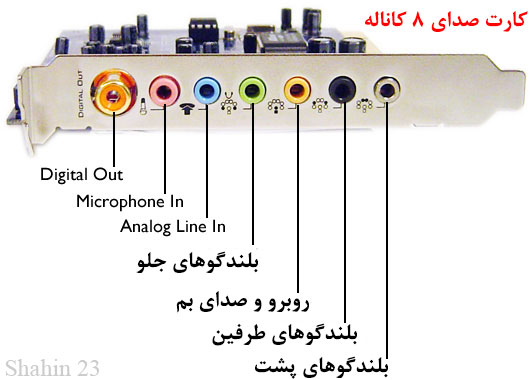 کارت صدای ۸ کاناله
DIGITAL OUT
Digital Out
Microphone In
Analog Line In
بلندگوهای جلو
روبرو و صدای بم
بلندگوهای طرفین
بلندگوهای پشت
Shahin 23